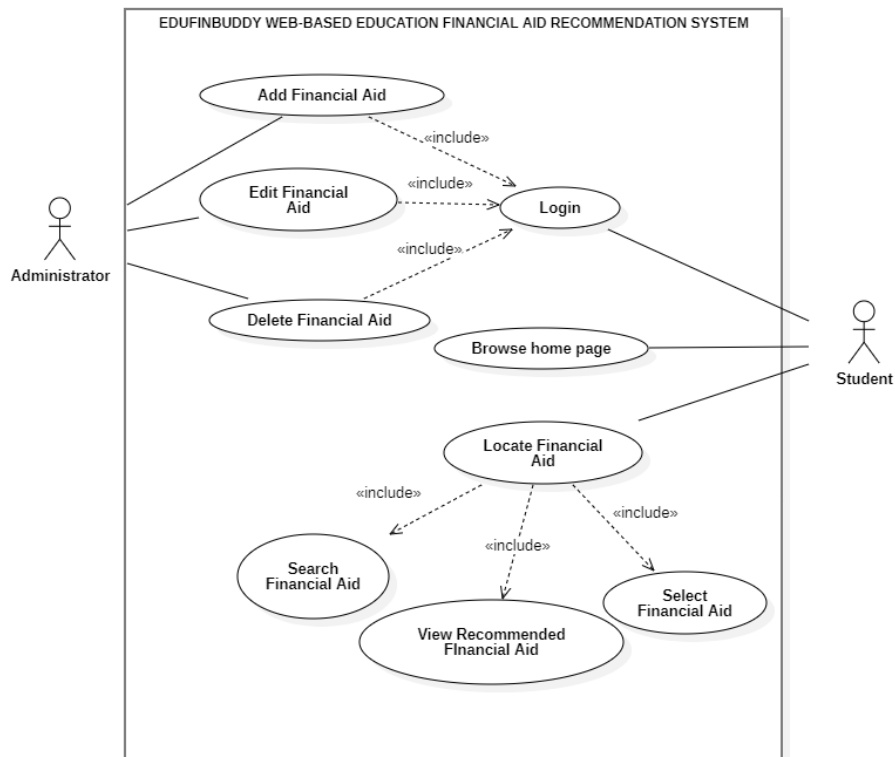 EDUFINBUDDY WEB-BASED EDUCATION FINANCIAL AID RECOMMENDATION SYSTEM
Add Financial Aid
«include»
Edit Financial
Aid
«include»
Login
Administrator
«include»
Delete Financial Aid
Browse home page
Student
Locate Financial
Aid
«include»
«include»
«include»
Search
Financial Aid
Select
Financial Aid
View Recommended
FInancial Aid